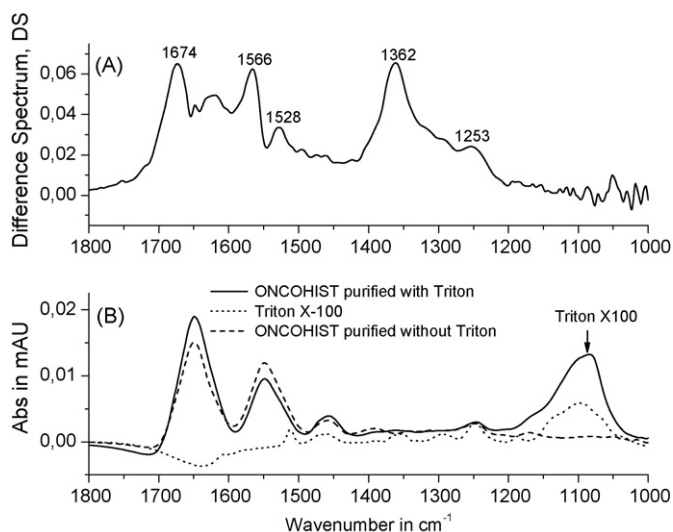 (A)
1674
1566
1528
1362
1253
Difference Spectrum, DS
0,06
0,04
0,02
0,00
1800 1700 1600 1500 1400 1300 1200 1100 1000
(B)
ONCOHIST purified with Triton
Triton X-100
ONCOHIST purified without Triton
Triton X100
Abs in mAU
0,02
0,01
0,00
1800 1700 1600 1500 1400 1300 1200 1100 1000
Wavenumber in cm⁻¹